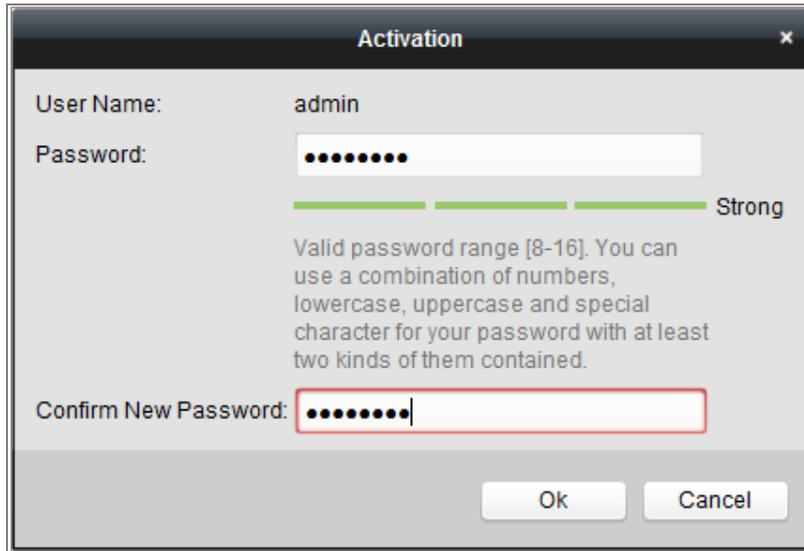 Activation ×
User Name: admin
Password: ••••••••
Strong
Valid password range [8-16]. You can
use a combination of numbers,
lowercase, uppercase and special
character for your password with at least
two kinds of them contained.
Confirm New Password: ••••••••
Ok Cancel